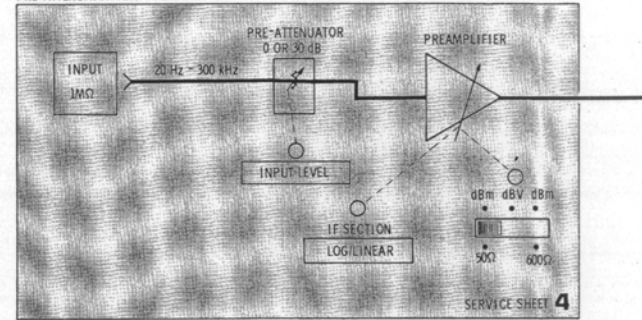 PRE-ATTENUATOR
0 OR 30 dB
PREAMPLIFIER
INPUT
1MΩ
20 Hz - 300 kHz
INPUT LEVEL
IF SECTION
LOG/LINEAR
dBm dBV dBm
50Ω 600Ω
SERVICE SHEET 4